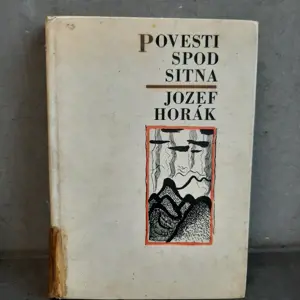 POVESTI
SPOD
SITNA
JOZEF
HORÁK